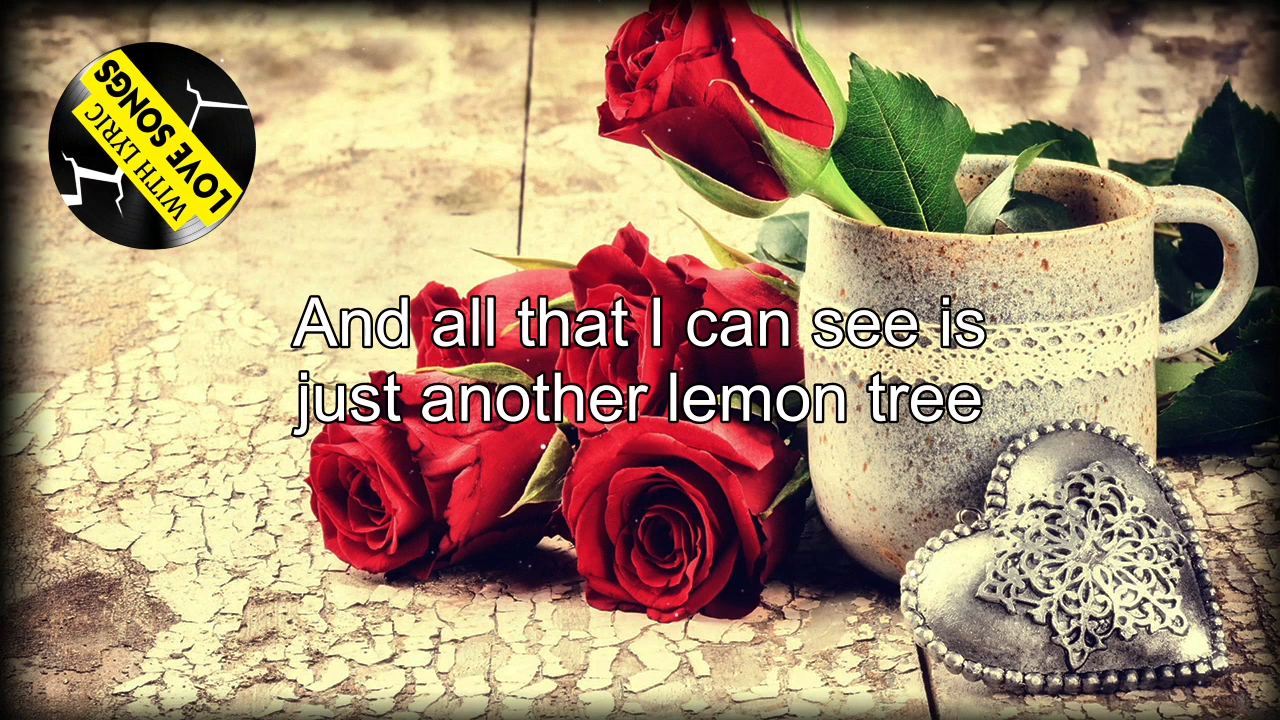 LOVE SONGS
WITH LYRIC
And all that I can see is
just another lemon tree